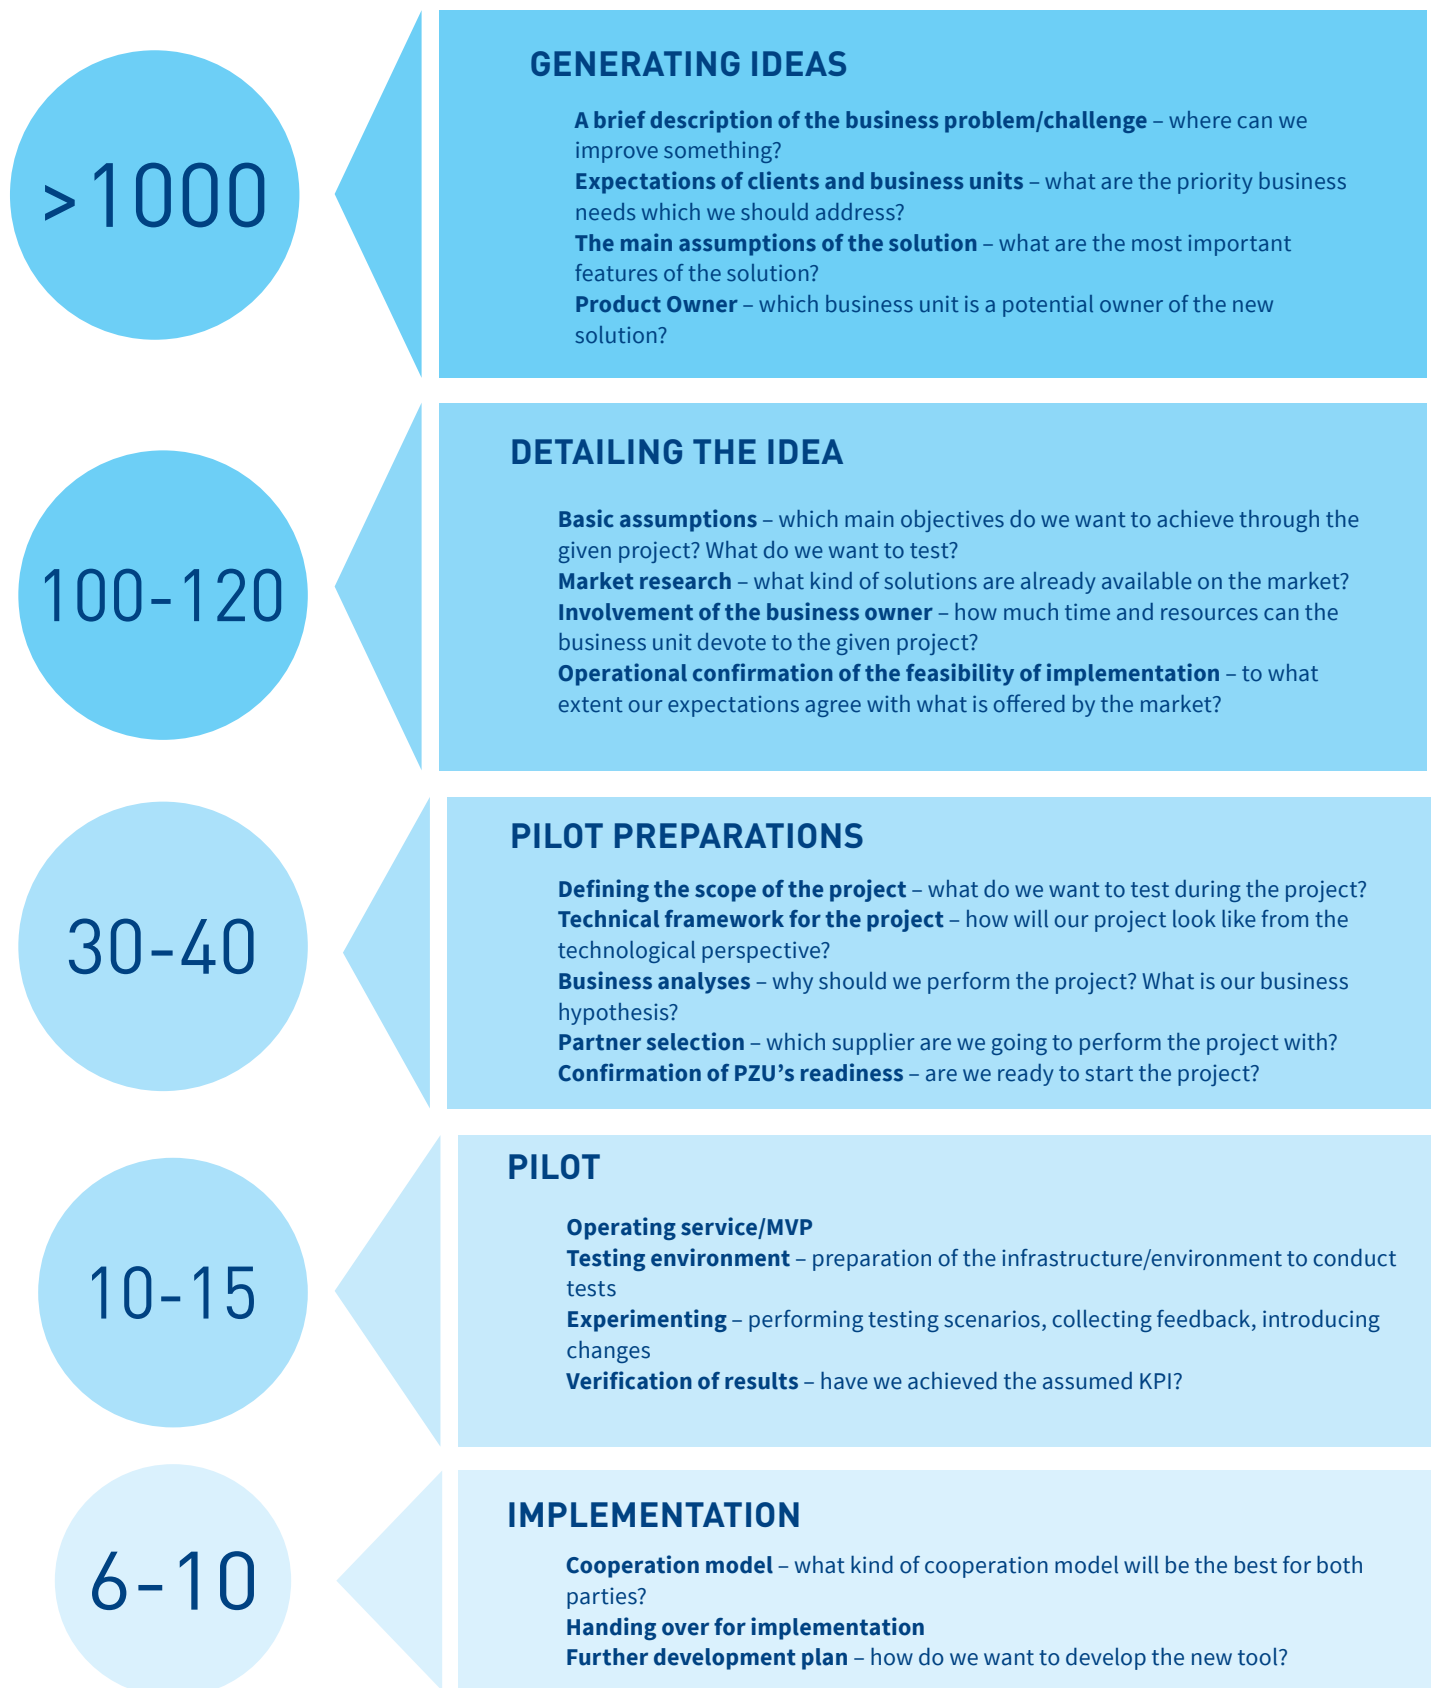 >1000
GENERATING IDEAS
A brief description of the business problem/challenge – where can we
improve something?
Expectations of clients and business units – what are the priority business
needs which we should address?
The main assumptions of the solution – what are the most important
features of the solution?
Product Owner – which business unit is a potential owner of the new
solution?
100-120
DETAILING THE IDEA
Basic assumptions – which main objectives do we want to achieve through the
given project? What do we want to test?
Market research – what kind of solutions are already available on the market?
Involvement of the business owner – how much time and resources can the
business unit devote to the given project?
Operational confirmation of the feasibility of implementation – to what
extent our expectations agree with what is offered by the market?
30-40
PILOT PREPARATIONS
Defining the scope of the project – what do we want to test during the project?
Technical framework for the project – how will our project look like from the
technological perspective?
Business analyses – why should we perform the project? What is our business
hypothesis?
Partner selection – which supplier are we going to perform the project with?
Confirmation of PZU’s readiness – are we ready to start the project?
10-15
PILOT
Operating service/MVP
Testing environment – preparation of the infrastructure/environment to conduct
tests
Experimenting – performing testing scenarios, collecting feedback, introducing
changes
Verification of results – have we achieved the assumed KPI?
6-10
IMPLEMENTATION
Cooperation model – what kind of cooperation model will be the best for both
parties?
Handing over for implementation
Further development plan – how do we want to develop the new tool?